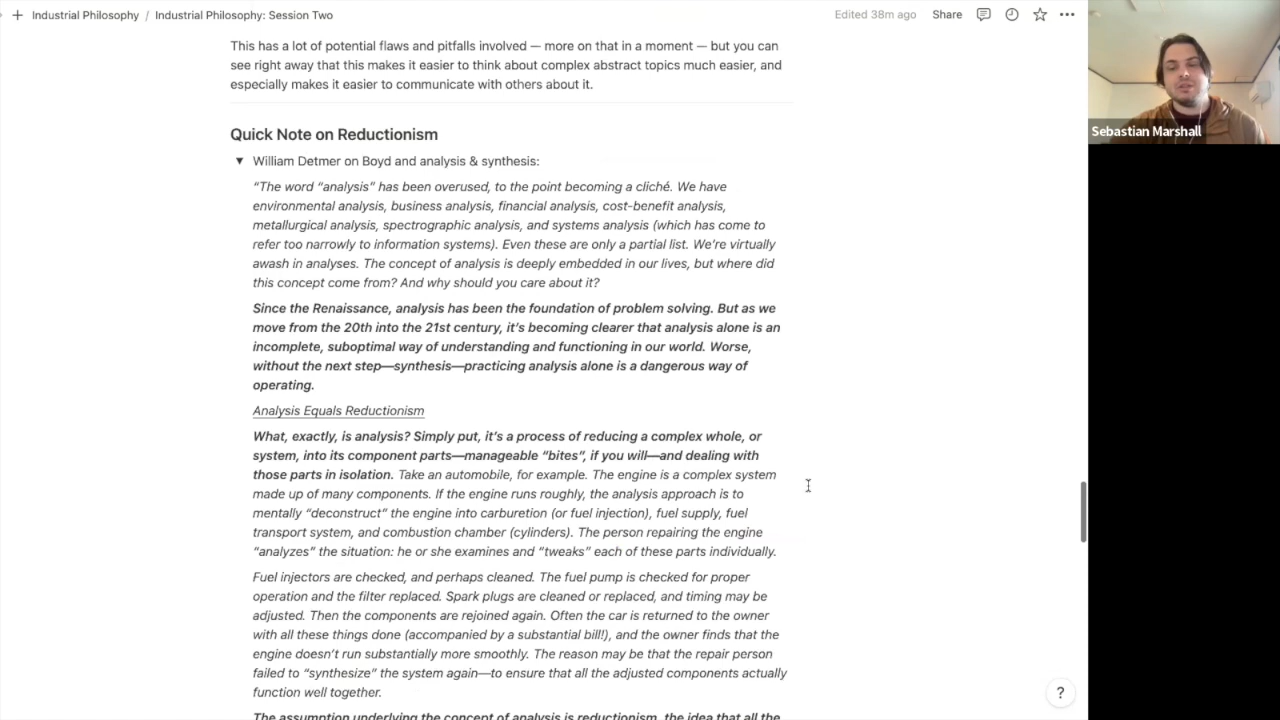 Industrial Philosophy / Industrial Philosophy: Session Two
Edited 38m ago Share
This has a lot of potential flaws and pitfalls involved — more on that in a moment — but you can
see right away that this makes it easier to think about complex abstract topics much easier, and
especially makes it easier to communicate with others about it.
Quick Note on Reductionism
William Detmer on Boyd and analysis & synthesis:
“The word “analysis” has been overused, to the point becoming a cliché. We have
environmental analysis, business analysis, financial analysis, cost-benefit analysis,
metallurgical analysis, spectrographic analysis, and systems analysis (which has come to
refer too narrowly to information systems). Even these are only a partial list. We’re virtually
awash in analyses. The concept of analysis is deeply embedded in our lives, but where did
this concept come from? And why should you care about it?
Since the Renaissance, analysis has been the foundation of problem solving. But as we
move from the 20th into the 21st century, it’s becoming clearer that analysis alone is an
incomplete, suboptimal way of understanding and functioning in our world. Worse,
without the next step—synthesis—practicing analysis alone is a dangerous way of
operating.
Analysis Equals Reductionism
What, exactly, is analysis? Simply put, it’s a process of reducing a complex whole, or
system, into its component parts—manageable “bites”, if you will—and dealing with
those parts in isolation. Take an automobile, for example. The engine is a complex system
made up of many components. If the engine runs roughly, the analysis approach is to
mentally “deconstruct” the engine into carburetion (or fuel injection), fuel supply, fuel
transport system, and combustion chamber (cylinders). The person repairing the engine
“analyzes” the situation: he or she examines and “tweaks” each of these parts individually.
Fuel injectors are checked, and perhaps cleaned. The fuel pump is checked for proper
operation and the filter replaced. Spark plugs are cleaned or replaced, and timing may be
adjusted. Then the components are rejoined again. Often the car is returned to the owner
with all these things done (accompanied by a substantial bill!), and the owner finds that the
engine doesn’t run substantially more smoothly. The reason may be that the repair person
failed to “synthesize” the system again—to ensure that all the adjusted components actually
function well together.
The assumption underlying the concept of analysis is reductionism, the idea that all the
?
Sebastian Marshall